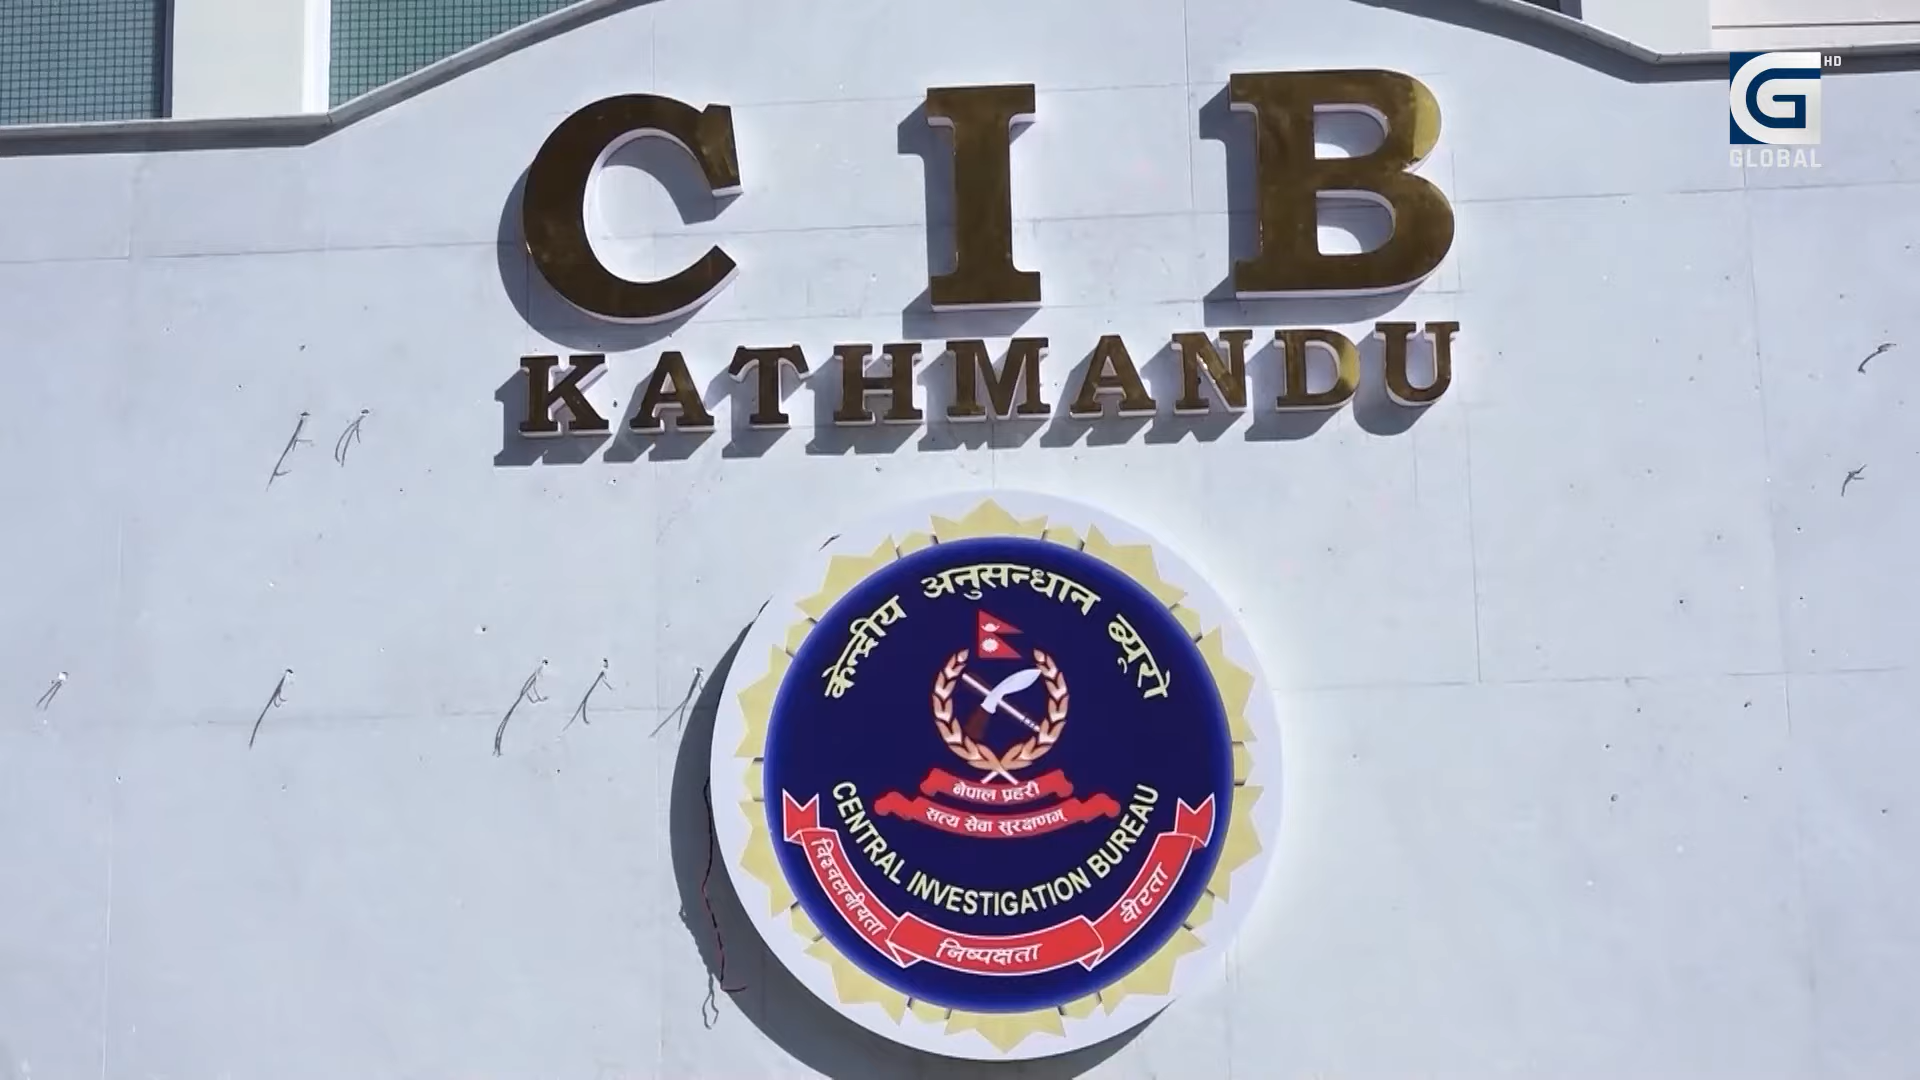 CIB
KATHMANDU
HD
GLOBAL
केन्द्रीय अनुसन्धान ब्यूरो
नेपाल प्रहरी
सत्य सेवा सुरक्षणम्
CENTRAL INVESTIGATION BUREAU
विश्वसनीयता
निष्पक्षता
वीरता